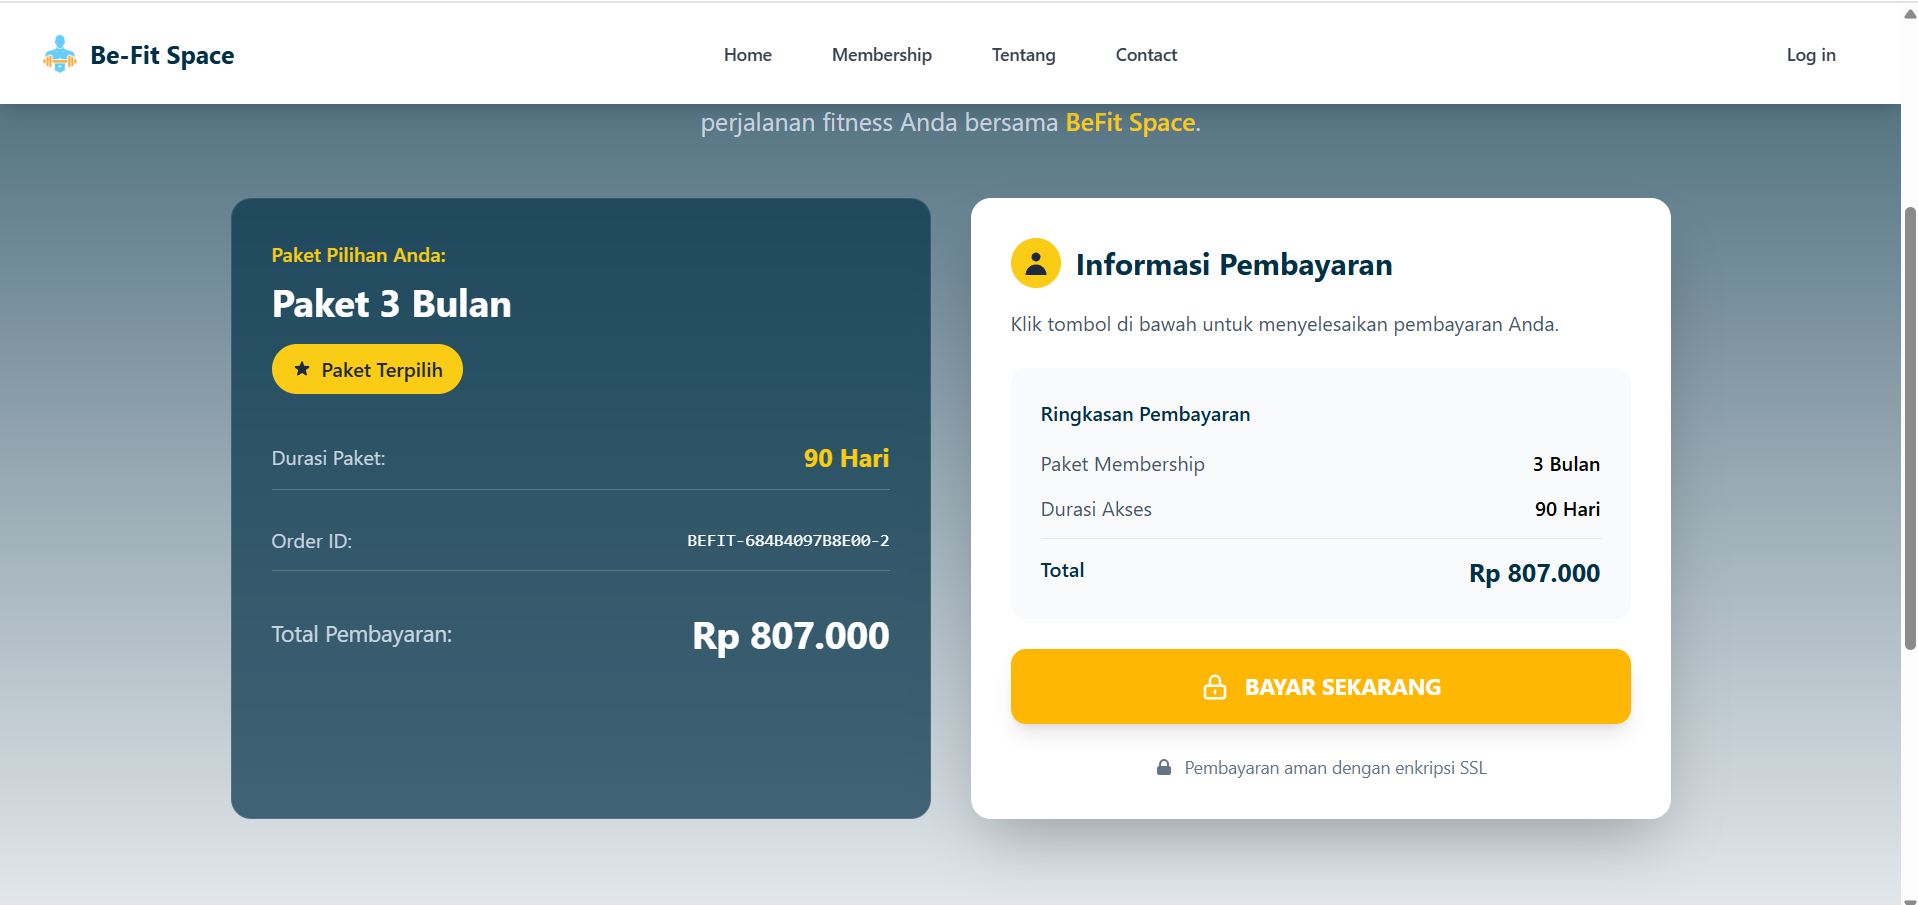 Be-Fit Space
Home
Membership
Tentang
Contact
Log in
perjalanan fitness Anda bersama BeFit Space.
Paket Pilihan Anda:
Paket 3 Bulan
Paket Terpilih
Durasi Paket:
90 Hari
Order ID:
BEFIT-684B4097B8E00-2
Total Pembayaran:
Rp 807.000
Informasi Pembayaran
Klik tombol di bawah untuk menyelesaikan pembayaran Anda.
Ringkasan Pembayaran
Paket Membership
3 Bulan
Durasi Akses
90 Hari
Total
Rp 807.000
BAYAR SEKARANG
Pembayaran aman dengan enkripsi SSL